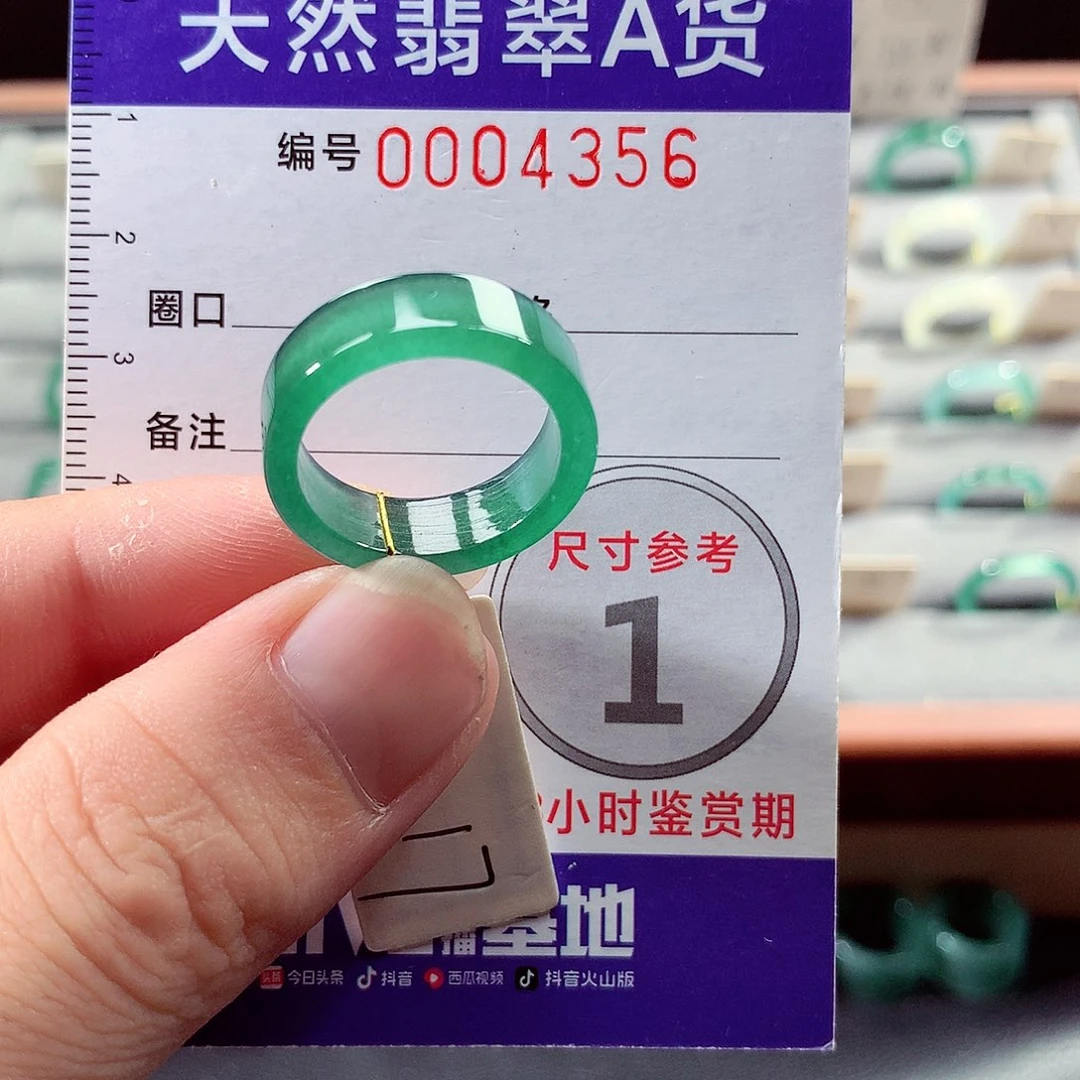 天然翡翠A货
编号 0004356
1
2
圈口
3
备注
4
尺寸参考
1
小时鉴赏期
播基地
今日头条 抖音 西瓜视频 抖音火山版